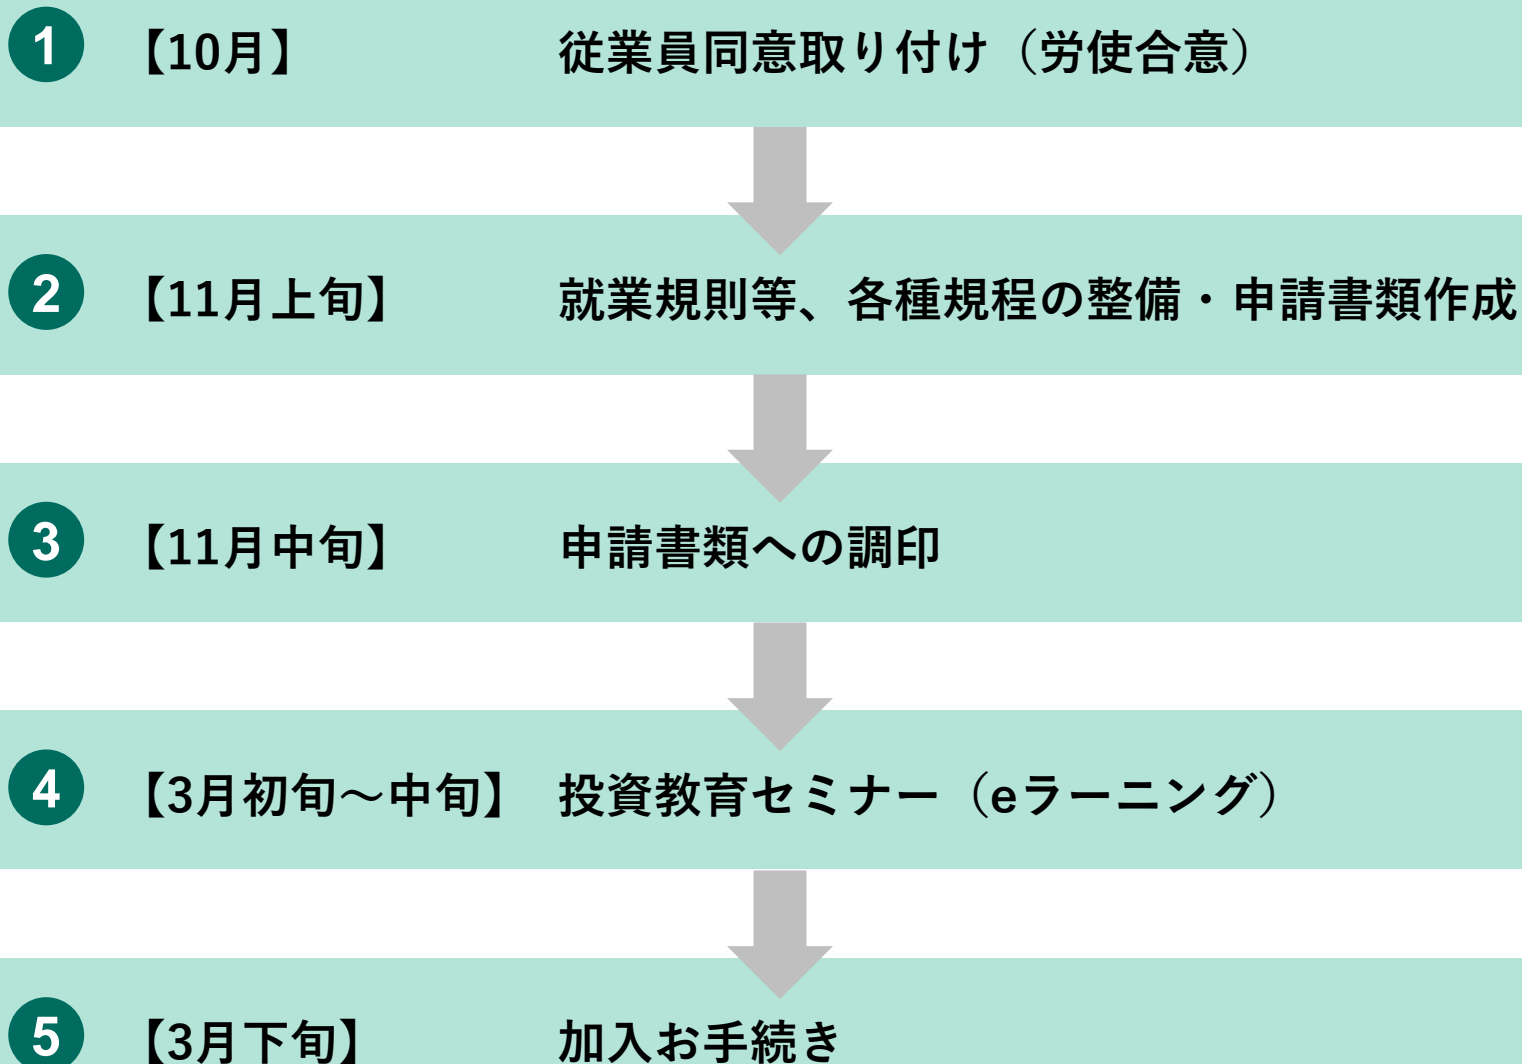 1 【10月】 従業員同意取り付け（労使合意）
2 【11月上旬】 就業規則等、各種規程の整備・申請書類作成
3 【11月中旬】 申請書類への調印
4 【3月初旬～中旬】 投資教育セミナー（eラーニング）
5 【3月下旬】 加入お手続き